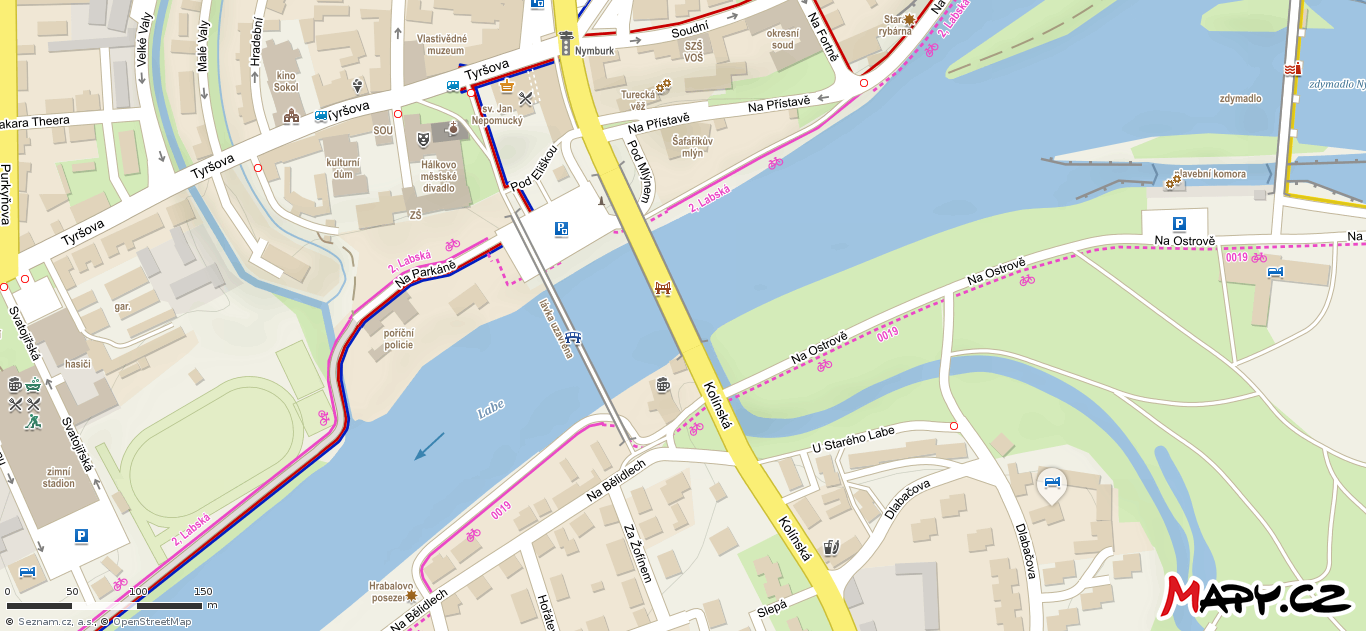 Velké Valy
Malé Valy
Hradební
Vlastivědné
muzeum
Soudní
Nymburk
SZŠ
VOŠ
okresní
soud
Na Fortně
Stará
rybárna
2, Labská
kino
Sokol
Tyršova
Tyršova
Tyršova
Tyršova
Turecká
věž
Na Přístavě
Na Přístavě
sv. Jan
Nepomucký
zdymadlo
akara Theera
SOU
Šafaříkův
mlýn
Pod Mlýnem
kulturní
dům
Hálkovo
městské
divadlo
Pod Eliškou
Purkyňova
plavební komora
2, Labská
ZŠ
Na Ostrově
Na
0019
2, Labská
Na Parkáně
Na Ostrově
gar.
Svatojiřská
lávka uzavřena
poříční
policie
Na Ostrově
0019
hasiči
Kolínská
Labe
Svatojiřská
U Starého Labe
zimní
stadion
Na Bělidlech
Dlabačova
0019
2, Labská
Kolínská
Dlabačova
Za Žofínem
Hrabalovo
Na Bělidlech
Slepá
0 50 100 150
m
© Seznam.cz, a.s., © OpenStreetMap
MAPY.CZ